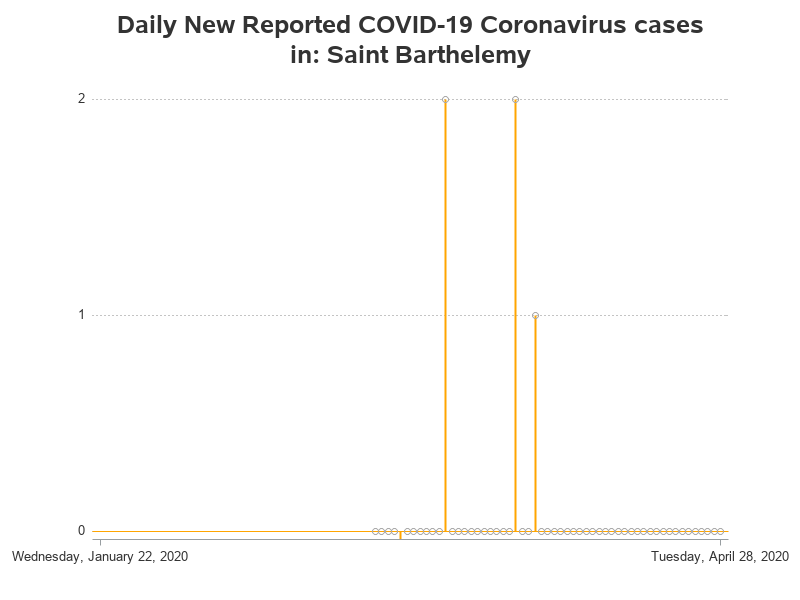 Daily New Reported COVID-19 Coronavirus cases
in: Saint Barthelemy
2
1
0
Wednesday, January 22, 2020
Tuesday, April 28, 2020